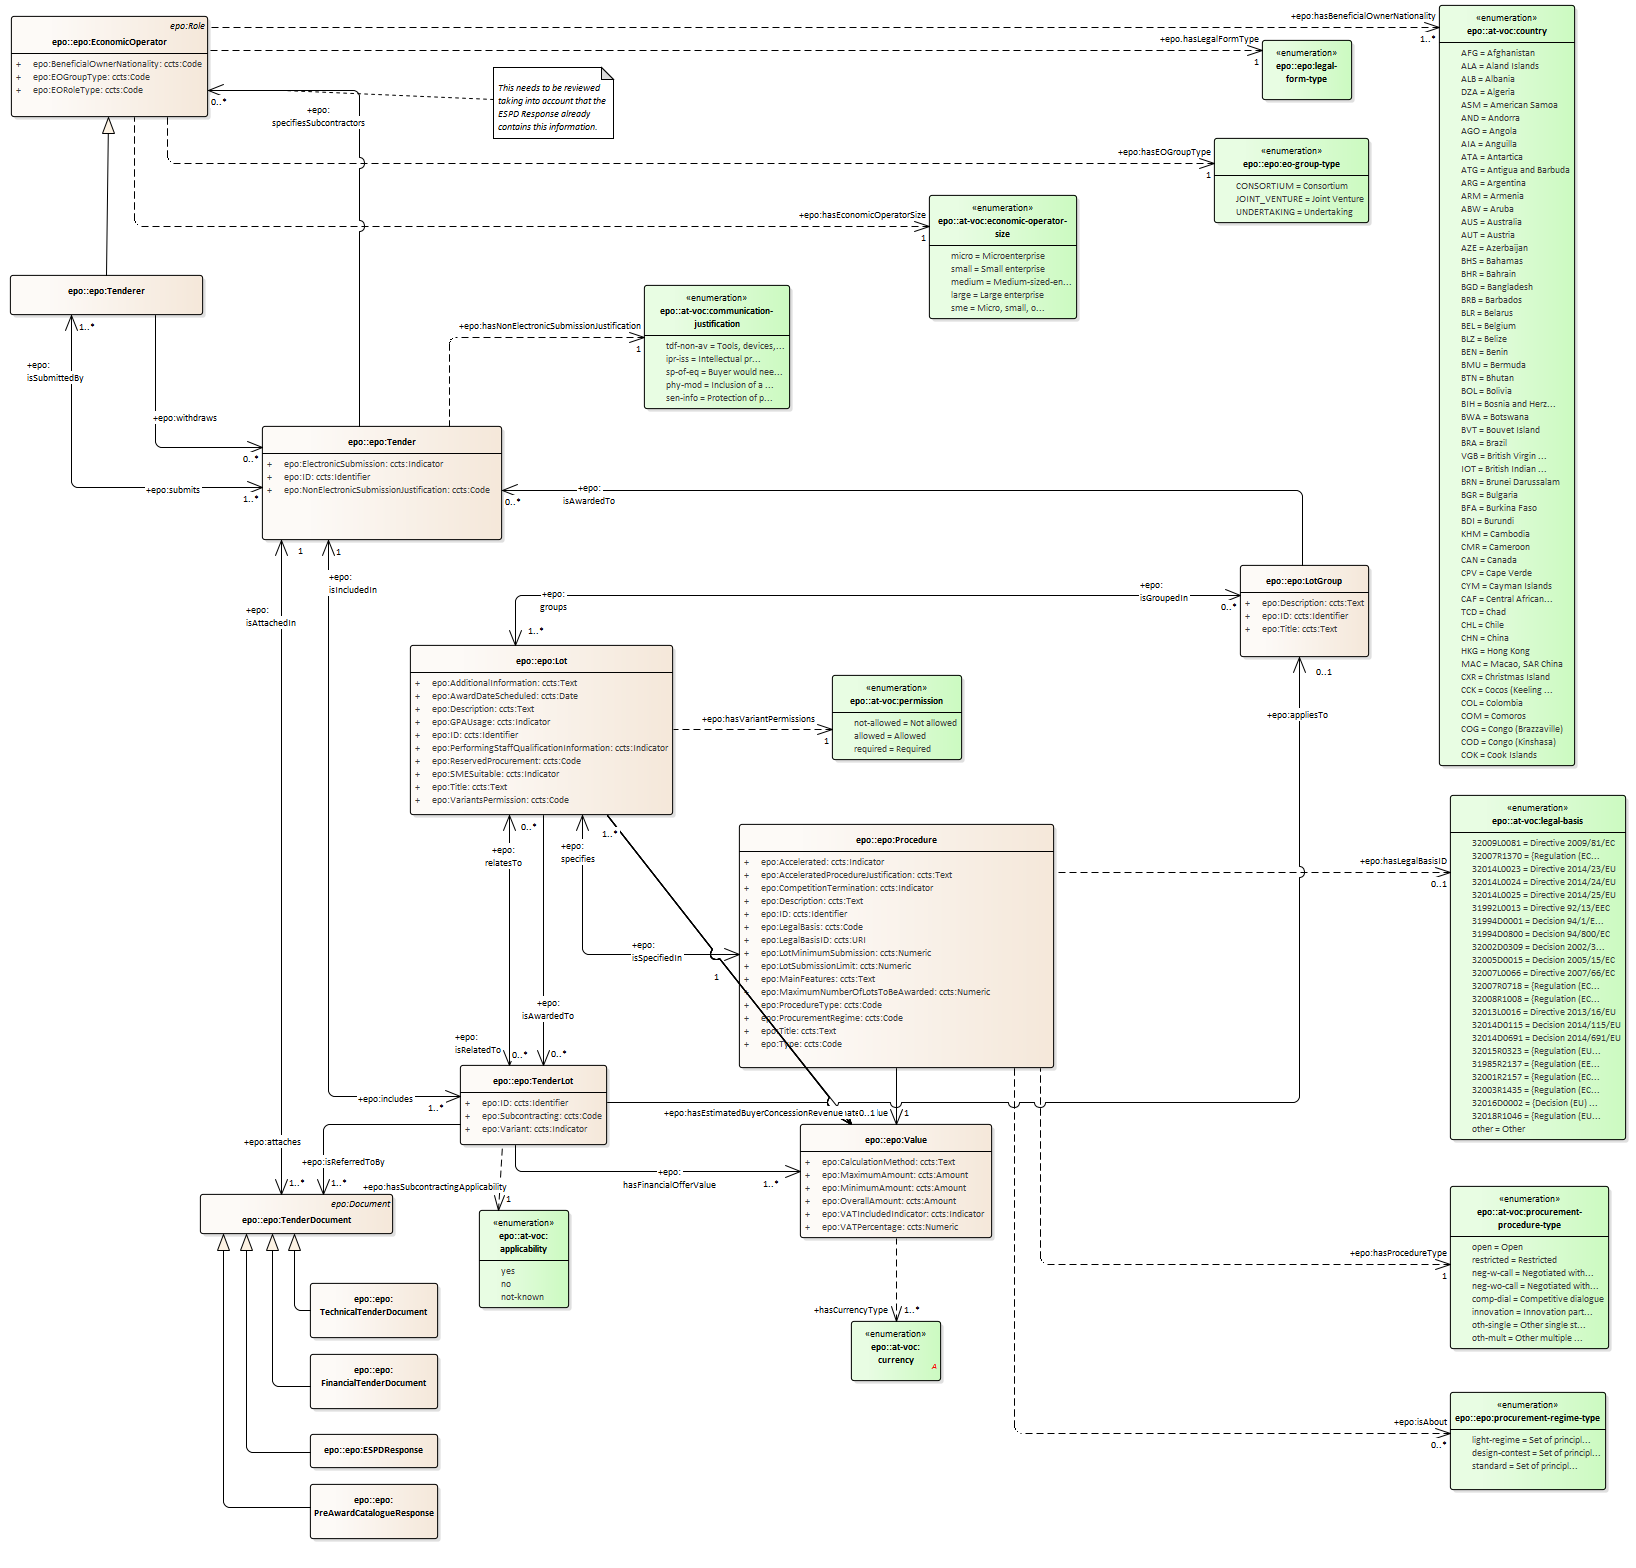 epo:Role
epo::epo:EconomicOperator
+ epo:BeneficialOwnerNationality: ccts:Code
+ epo:EOGroupType: ccts:Code
+ epo:EORoleType: ccts:Code
+epo:hasBeneficialOwnerNationality
1..*
+epo.hasLegalFormType
1
«enumeration»
epo::epo:legal-
form-type
This needs to be reviewed
taking into account that the
ESPD Response already
contains this information.
0..*
+epo:
specifiesSubcontractors
+epo:hasEOGroupType
1
«enumeration»
epo::epo:eo-group-type
CONSORTIUM = Consortium
JOINT_VENTURE = Joint Venture
UNDERTAKING = Undertaking
+epo:hasEconomicOperatorSize
1
«enumeration»
epo::at-voc:economic-operator-
size
micro = Microenterprise
small = Small enterprise
medium = Medium-sized-en...
large = Large enterprise
sme = Micro, small, o...
«enumeration»
epo::at-voc:country
AFG = Afghanistan
ALA = Aland Islands
ALB = Albania
DZA = Algeria
ASM = American Samoa
AND = Andorra
AGO = Angola
AIA = Anguilla
ATA = Antartica
ATG = Antigua and Barbuda
ARG = Argentina
ARM = Armenia
ABW = Aruba
AUS = Australia
AUT = Austria
AZE = Azerbaijan
BHS = Bahamas
BHR = Bahrain
BGD = Bangladesh
BRB = Barbados
BLR = Belarus
BEL = Belgium
BLZ = Belize
BEN = Benin
BMU = Bermuda
BTN = Bhutan
BOL = Bolivia
BIH = Bosnia and Herz...
BWA = Botswana
BVT = Bouvet Island
BRA = Brazil
VGB = British Virgin ...
IOT = British Indian ...
BRN = Brunei Darussalam
BGR = Bulgaria
BFA = Burkina Faso
BDI = Burundi
KHM = Cambodia
CMR = Cameroon
CAN = Canada
CPV = Cape Verde
CYM = Cayman Islands
CAF = Central African...
TCD = Chad
CHL = Chile
CHN = China
HKG = Hong Kong
MAC = Macao, SAR China
CXR = Christmas Island
CCK = Cocos (Keeling ...
COL = Colombia
COM = Comoros
COG = Congo (Brazzaville)
COD = Congo (Kinshasa)
COK = Cook Islands
epo::epo:Tenderer
1..*
+epo:
isSubmittedBy
+epo:withdraws
0..*
+epo:submits
1..*
+epo:hasNonElectronicSubmissionJustification
1
«enumeration»
epo::at-voc:communication-
justification
tdf-non-av = Tools, devices,...
ipr-iss = Intellectual pr...
sp-of-eq = Buyer would nee...
phy-mod = Inclusion of a ...
sen-info = Protection of p...
epo::epo:Tender
+ epo:ElectronicSubmission: ccts:Indicator
+ epo:ID: ccts:Identifier
+ epo:NonElectronicSubmissionJustification: ccts:Code
+epo:
isAwardedTo
0..*
1
1
+epo:
isIncludedIn
+epo:
isAttachedIn
epo::epo:LotGroup
+ epo:Description: ccts:Text
+ epo:ID: ccts:Identifier
+ epo:Title: ccts:Text
+epo:
isGroupedIn
0..*
+epo:
groups
1..*
0..1
+epo:appliesTo
epo::epo:Lot
+ epo:AdditionalInformation: ccts:Text
+ epo:AwardDateScheduled: ccts:Date
+ epo:Description: ccts:Text
+ epo:GPAUsage: ccts:Indicator
+ epo:ID: ccts:Identifier
+ epo:PerformingStaffQualificationInformation: ccts:Indicator
+ epo:ReservedProcurement: ccts:Code
+ epo:SMESuitable: ccts:Indicator
+ epo:Title: ccts:Text
+ epo:VariantsPermission: ccts:Code
+epo:hasVariantPermissions
1
«enumeration»
epo::at-voc:permission
not-allowed = Not allowed
allowed = Allowed
required = Required
0..*
+epo:
relatesTo
1..*
+epo:
specifies
+epo:
isSpecifiedIn
1
+epo:
isAwardedTo
0..*
+epo:
isRelatedTo
0..*
epo::epo:Procedure
+ epo:Accelerated: ccts:Indicator
+ epo:AcceleratedProcedureJustification: ccts:Text
+ epo:CompetitionTermination: ccts:Indicator
+ epo:Description: ccts:Text
+ epo:ID: ccts:Identifier
+ epo:LegalBasis: ccts:Code
+ epo:LegalBasisID: ccts:URI
+ epo:LotMinimumSubmission: ccts:Numeric
+ epo:LotSubmissionLimit: ccts:Numeric
+ epo:MainFeatures: ccts:Text
+ epo:MaximumNumberOfLotsToBeAwarded: ccts:Numeric
+ epo:ProcedureType: ccts:Code
+ epo:ProcurementRegime: ccts:Code
+ epo:Title: ccts:Text
+ epo:Type: ccts:Code
+epo:hasLegalBasisID
0..1
«enumeration»
epo::at-voc:legal-basis
32009L0081 = Directive 2009/81/EC
32007R1370 = {Regulation (EC...
32014L0023 = Directive 2014/23/EU
32014L0024 = Directive 2014/24/EU
32014L0025 = Directive 2014/25/EU
31992L0013 = Directive 92/13/EEC
31994D0001 = Decision 94/1/E...
31994D0800 = Decision 94/800/EC
32002D0309 = Decision 2002/3...
32005D0015 = Decision 2005/15/EC
32007L0066 = Directive 2007/66/EC
32007R0718 = {Regulation (EC...
32008R1008 = {Regulation (EC...
32013L0016 = Directive 2013/16/EU
32014D0115 = Decision 2014/115/EU
32014D0691 = Decision 2014/691/EU
32015R0323 = {Regulation (EU...
31985R2137 = {Regulation (EE...
32001R2157 = {Regulation (EC...
32003R1435 = {Regulation (EC...
32016D0002 = {Decision (EU) ...
32018R1046 = {Regulation (EU...
other = Other
epo::epo:TenderLot
+ epo:ID: ccts:Identifier
+ epo:Subcontracting: ccts:Code
+ epo:Variant: ccts:Indicator
+epo:includes
1..*
+epo:hasEstimatedBuyerConcessionRevenue
0..1
1
epo::epo:Value
+ epo:CalculationMethod: ccts:Text
+ epo:MaximumAmount: ccts:Amount
+ epo:MinimumAmount: ccts:Amount
+ epo:OverallAmount: ccts:Amount
+ epo:VATIncludedIndicator: ccts:Indicator
+ epo:VATPercentage: ccts:Numeric
+epo:
hasFinancialOfferValue
1..*
+epo:attaches
1..*
+epo:isReferredToBy
1..*
+epo:hasSubcontractingApplicability
1
epo:Document
epo::epo:TenderDocument
«enumeration»
epo::at-voc:
applicability
yes
no
not-known
+hasCurrencyType
1..*
«enumeration»
epo::at-voc:
currency
A
+epo:hasProcedureType
1
«enumeration»
epo::at-voc:procurement-
procedure-type
open = Open
restricted = Restricted
neg-w-call = Negotiated with...
neg-wo-call = Negotiated with...
comp-dial = Competitive dialogue
innovation = Innovation part...
oth-single = Other single st...
oth-mult = Other multiple ...
+epo:isAbout
0..*
«enumeration»
epo::epo:procurement-regime-type
light-regime = Set of principl...
design-contest = Set of principl...
standard = Set of principl...
epo::epo:
TechnicalTenderDocument
epo::epo:
FinancialTenderDocument
epo::epo:ESPDResponse
epo::epo:
PreAwardCatalogueResponse